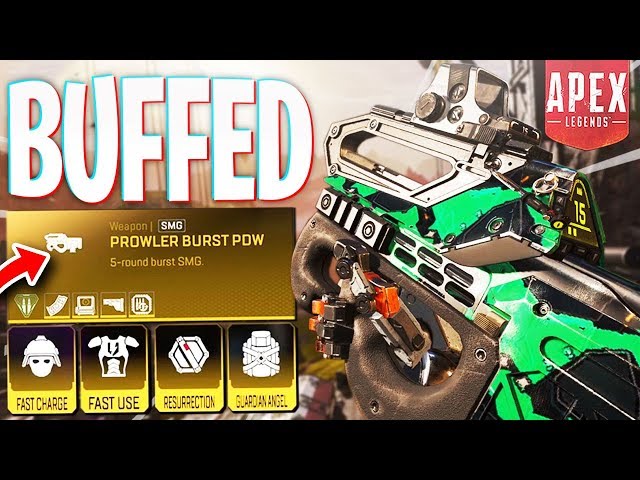 BUFFED
APEX
LEGENDS
Weapon | SMG
PROWLER BURST PDW
5-round burst SMG.
15
FAST CHARGE
FAST USE
RESURRECTION
GUARDIAN ANGEL